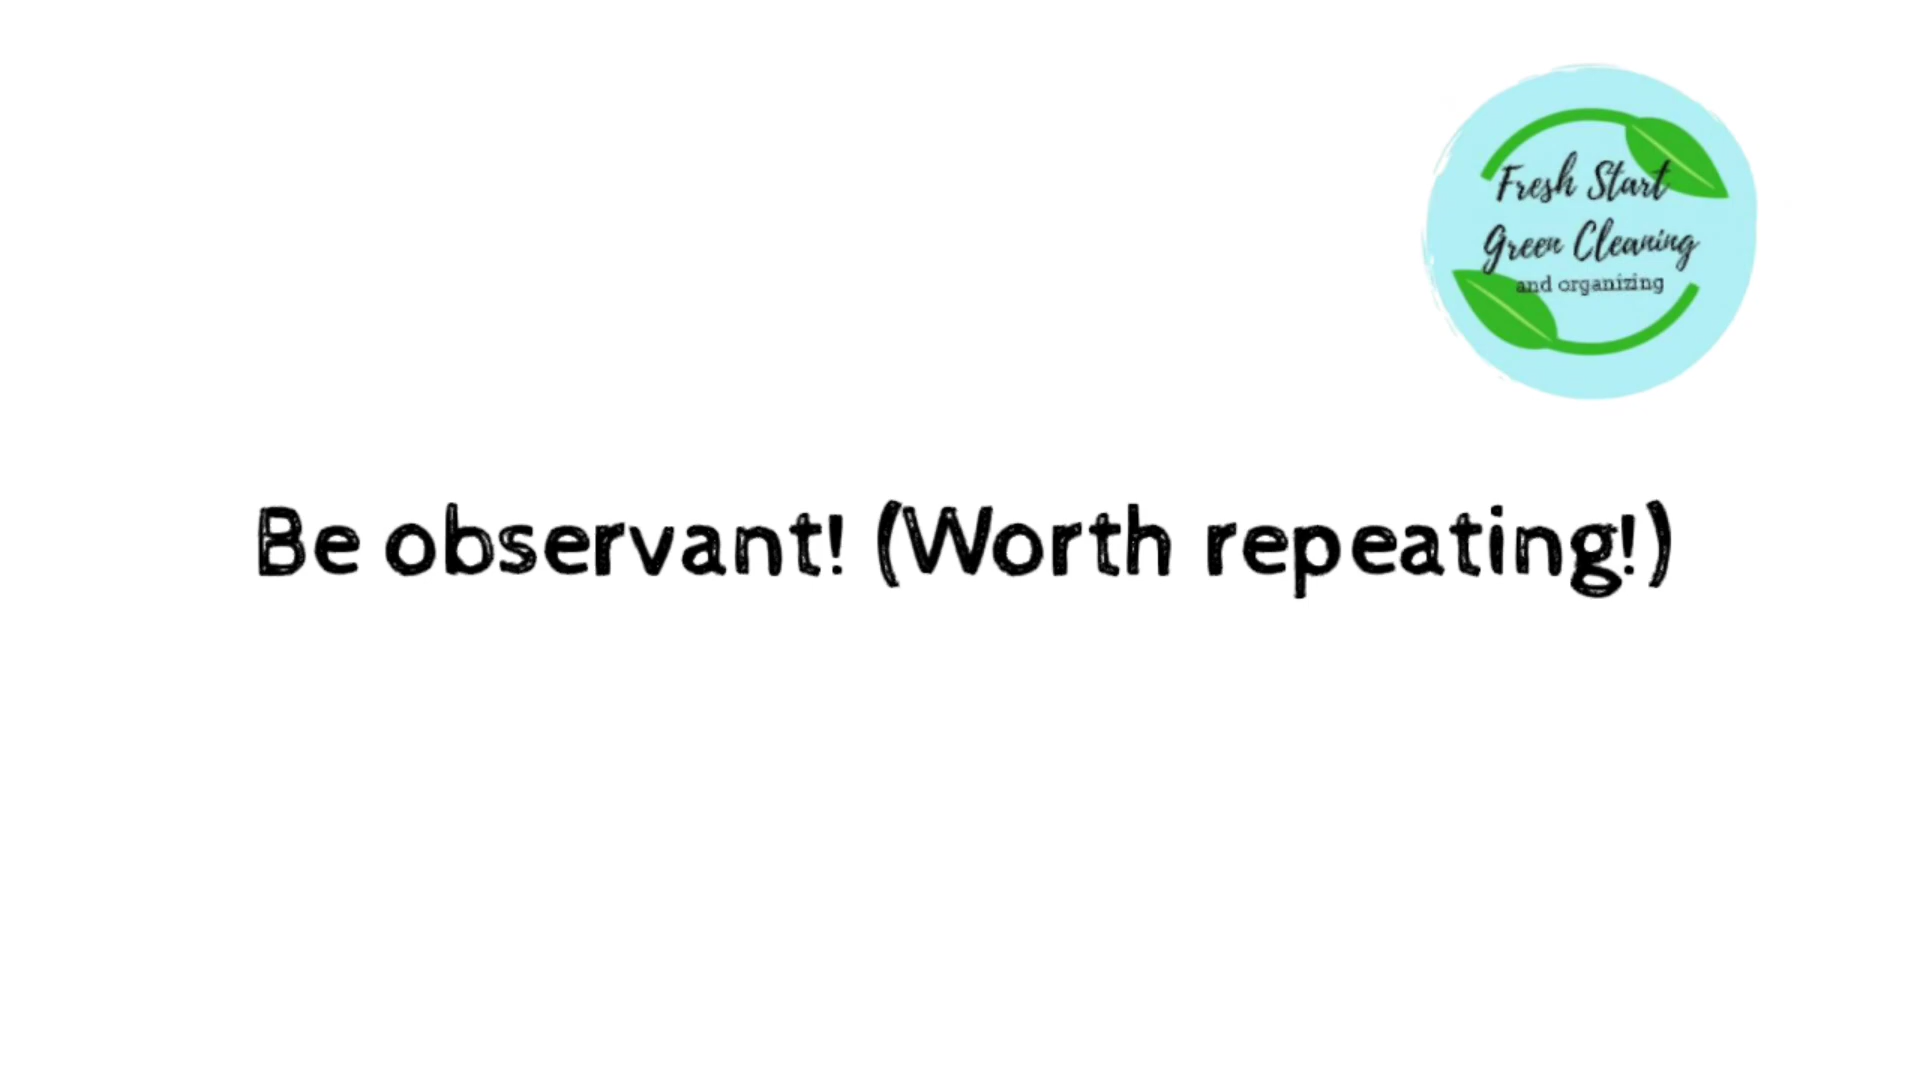 Fresh Start
Green Cleaning
and organizing
Be observant! (Worth repeating!)